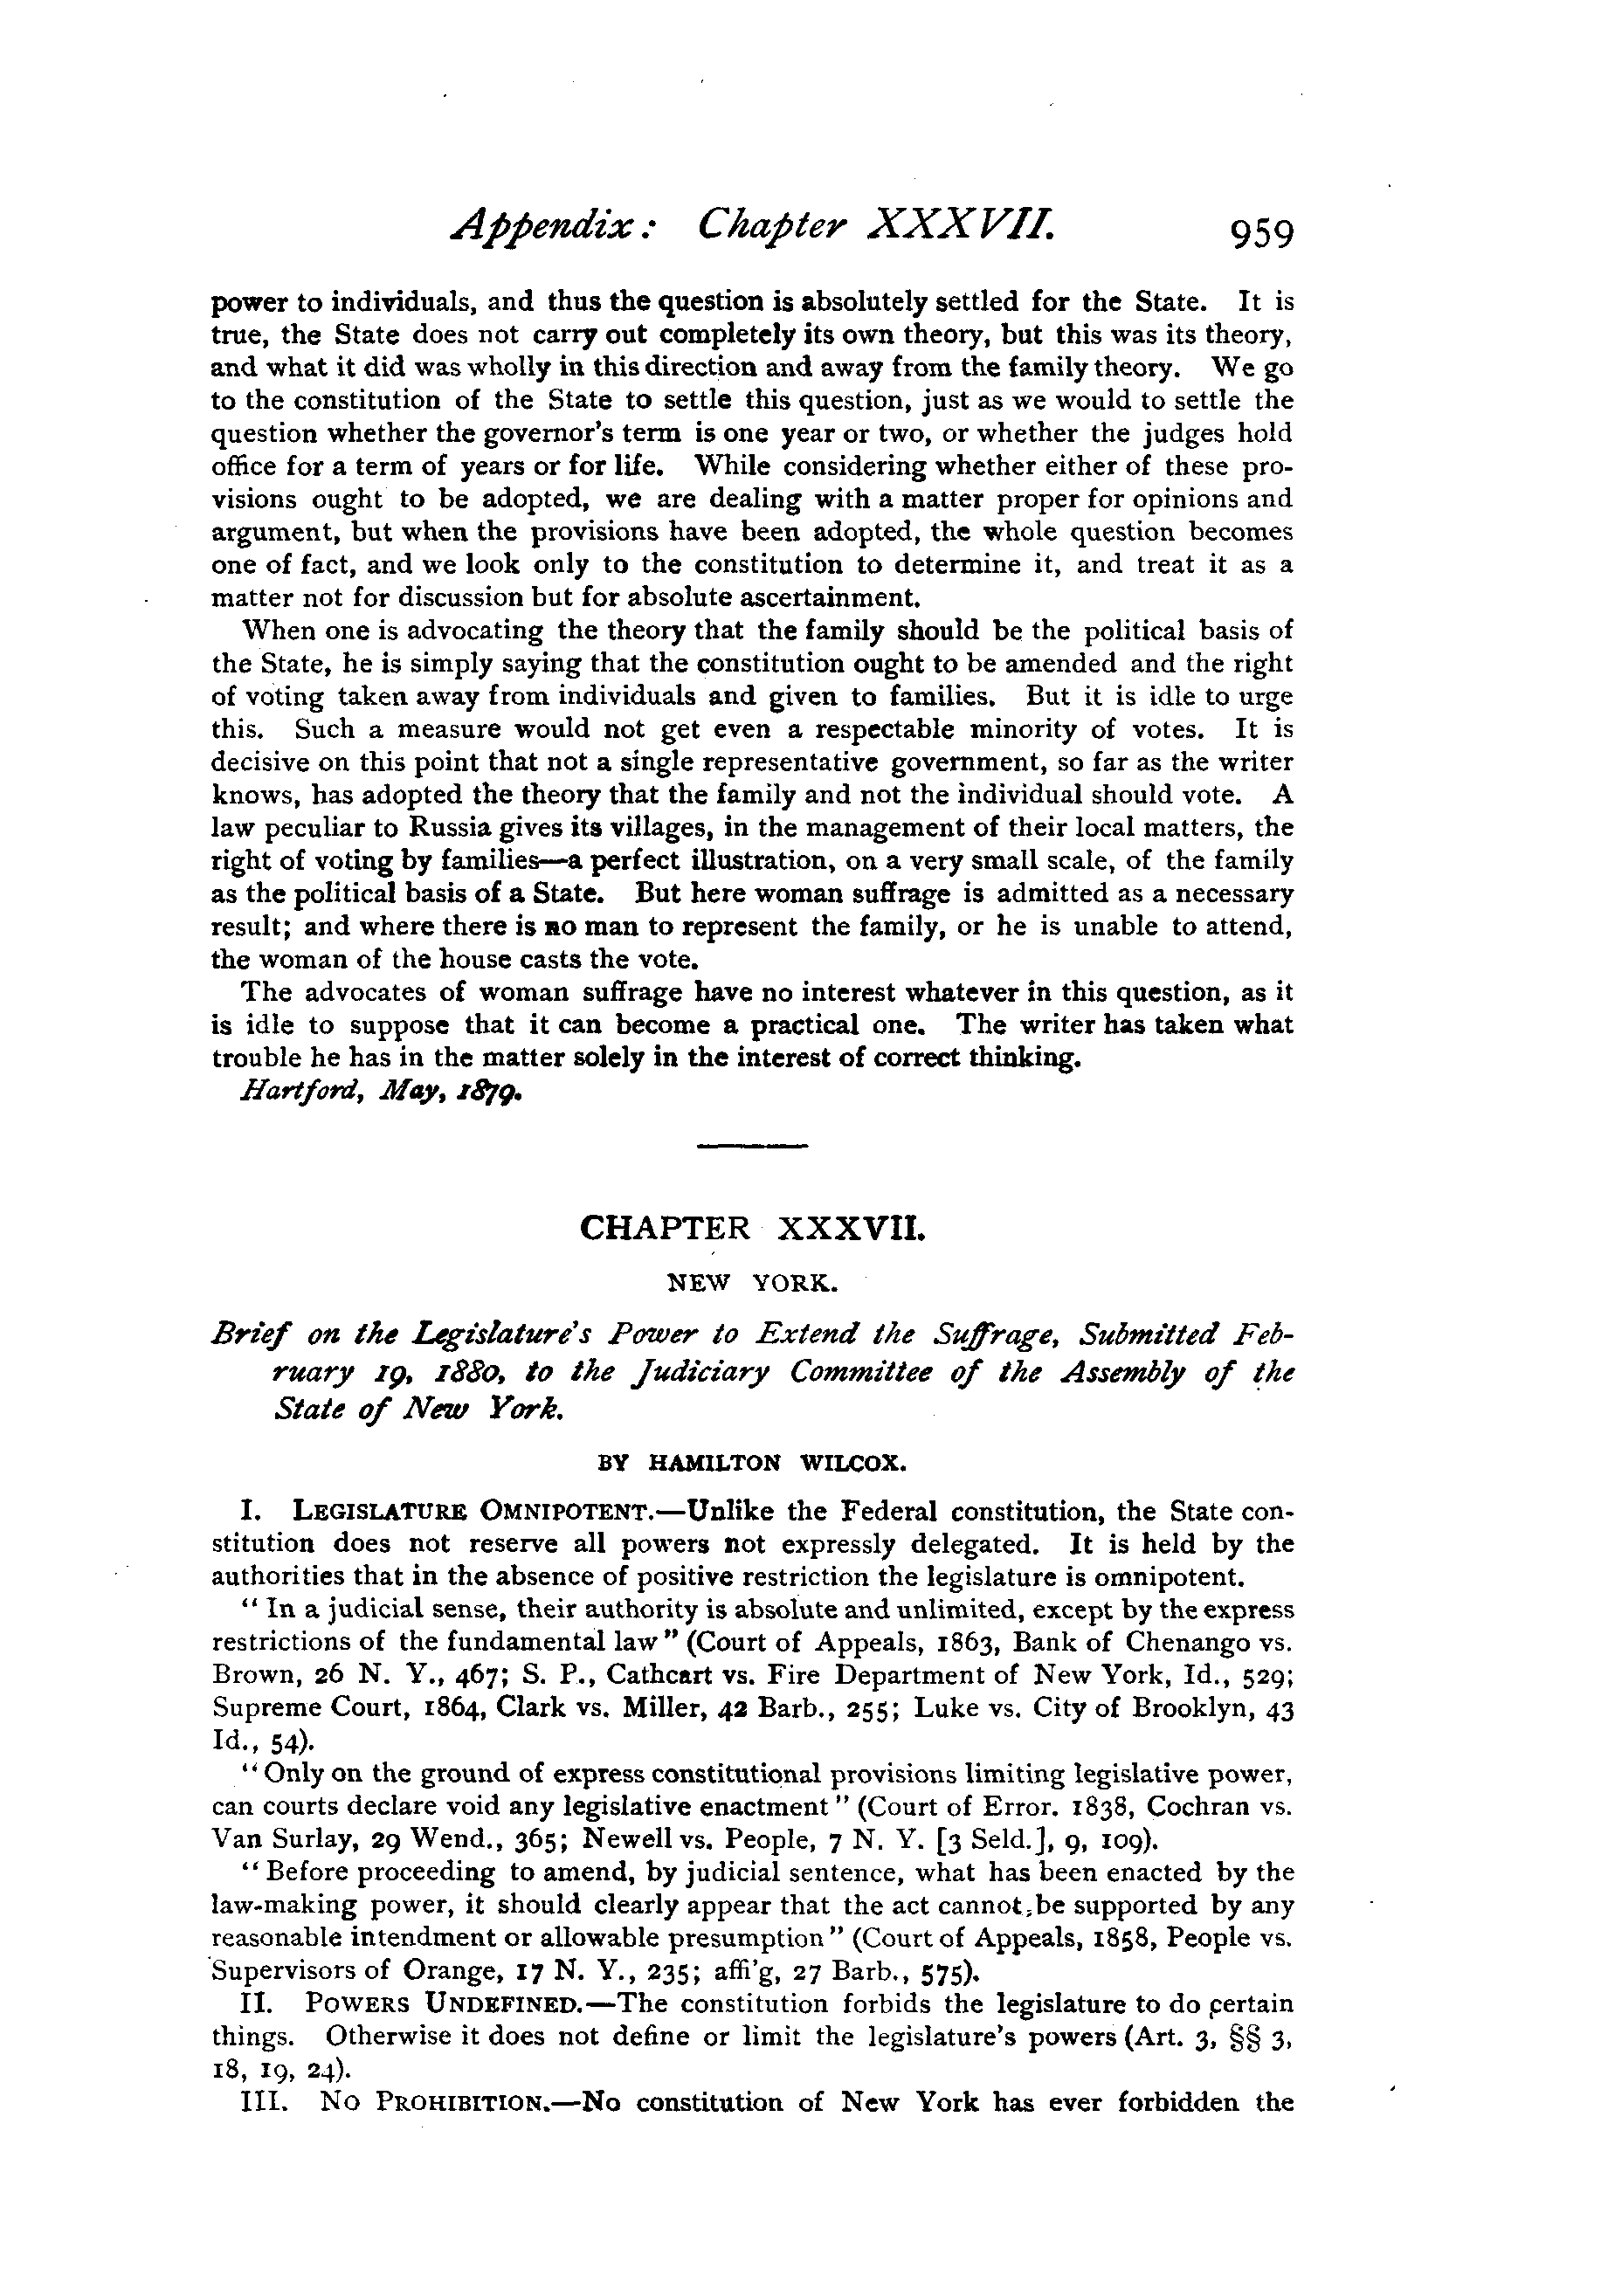 Appendix: Chapter XXXVII. 959
power to individuals, and thus the question is absolutely settled for the State. It is
true, the State does not carry out completely its own theory, but this was its theory,
and what it did was wholly in this direction and away from the family theory. We go
to the constitution of the State to settle this question, just as we would to settle the
question whether the governor's term is one year or two, or whether the judges hold
office for a term of years or for life. While considering whether either of these pro-
visions ought to be adopted, we are dealing with a matter proper for opinions and
argument, but when the provisions have been adopted, the whole question becomes
one of fact, and we look only to the constitution to determine it, and treat it as a
matter not for discussion but for absolute ascertainment.
When one is advocating the theory that the family should be the political basis of
the State, he is simply saying that the constitution ought to be amended and the right
of voting taken away from individuals and given to families. But it is idle to urge
this. Such a measure would not get even a respectable minority of votes. It is
decisive on this point that not a single representative government, so far as the writer
knows, has adopted the theory that the family and not the individual should vote. A
law peculiar to Russia gives its villages, in the management of their local matters, the
right of voting by families—a perfect illustration, on a very small scale, of the family
as the political basis of a State. But here woman suffrage is admitted as a necessary
result; and where there is no man to represent the family, or he is unable to attend,
the woman of the house casts the vote.
The advocates of woman suffrage have no interest whatever in this question, as it
is idle to suppose that it can become a practical one. The writer has taken what
trouble he has in the matter solely in the interest of correct thinking.
Hartford, May, 1879.
CHAPTER XXXVII.
NEW YORK.
Brief on the Legislature's Power to Extend the Suffrage, Submitted Feb-
ruary 19, 1880, to the Judiciary Committee of the Assembly of the
State of New York.
BY HAMILTON WILCOX.
I. LEGISLATURE OMNIPOTENT.—Unlike the Federal constitution, the State con-
stitution does not reserve all powers not expressly delegated. It is held by the
authorities that in the absence of positive restriction the legislature is omnipotent.
"In a judicial sense, their authority is absolute and unlimited, except by the express
restrictions of the fundamental law" (Court of Appeals, 1863, Bank of Chenango vs.
Brown, 26 N. Y., 467; S. P., Cathcart vs. Fire Department of New York, Id., 529;
Supreme Court, 1864, Clark vs. Miller, 42 Barb., 255; Luke vs. City of Brooklyn, 43
Id., 54).
"Only on the ground of express constitutional provisions limiting legislative power,
can courts declare void any legislative enactment" (Court of Error. 1838, Cochran vs.
Van Surlay, 29 Wend., 365; Newell vs. People, 7 N. Y. [3 Seld.], 9, 109).
"Before proceeding to amend, by judicial sentence, what has been enacted by the
law-making power, it should clearly appear that the act cannot be supported by any
reasonable intendment or allowable presumption" (Court of Appeals, 1858, People vs.
Supervisors of Orange, 17 N. Y., 235; affi'g, 27 Barb., 575).
II. POWERS UNDEFINED.—The constitution forbids the legislature to do certain
things. Otherwise it does not define or limit the legislature's powers (Art. 3, §§ 3,
18, 19, 24).
III. NO PROHIBITION.—No constitution of New York has ever forbidden the